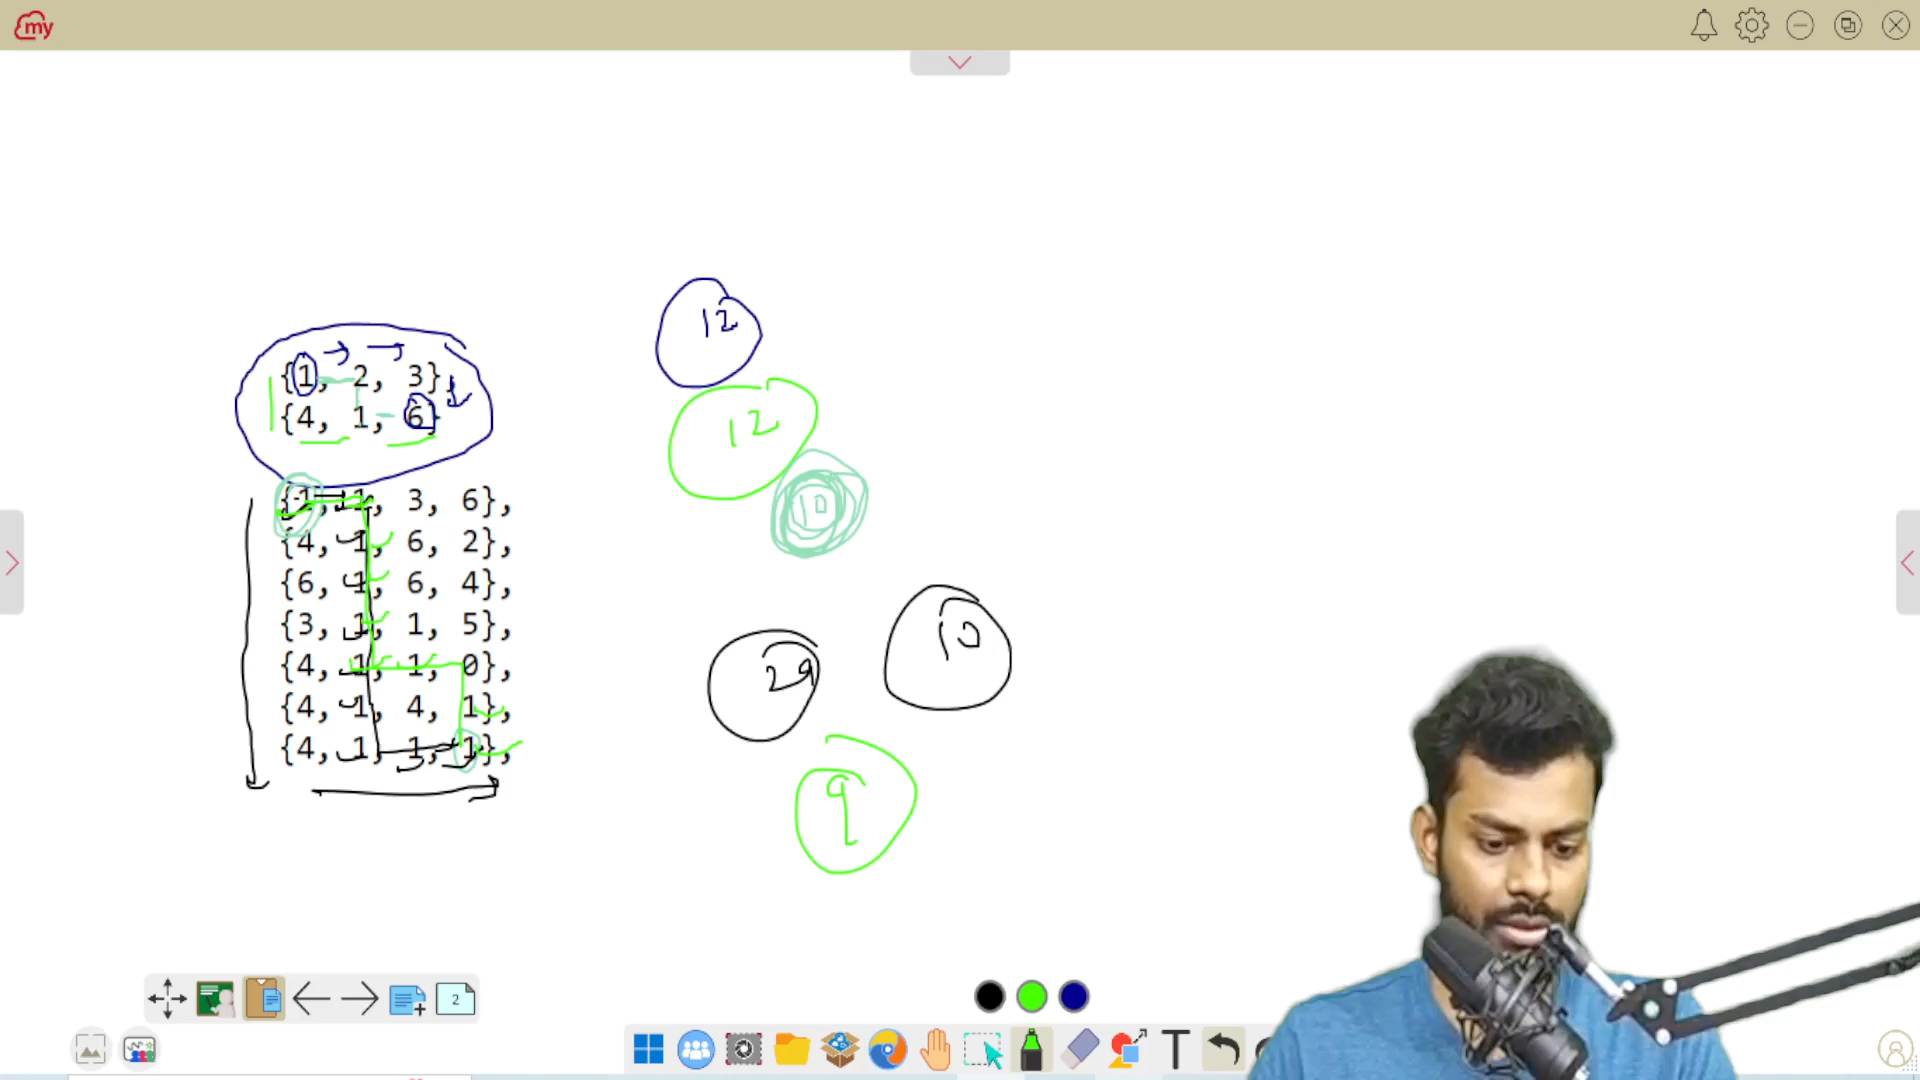 my
12
{1, 2, 3},
{4, 1, 6}
12
{1, 1, 3, 6},
10
{4, 1, 6, 2},
{6, 1, 6, 4},
{3, 1, 1, 5},
10
{4, 1, 1, 0},
29
{4, 1, 4, 1},
{4, 1, 1, 1},
9
2
T